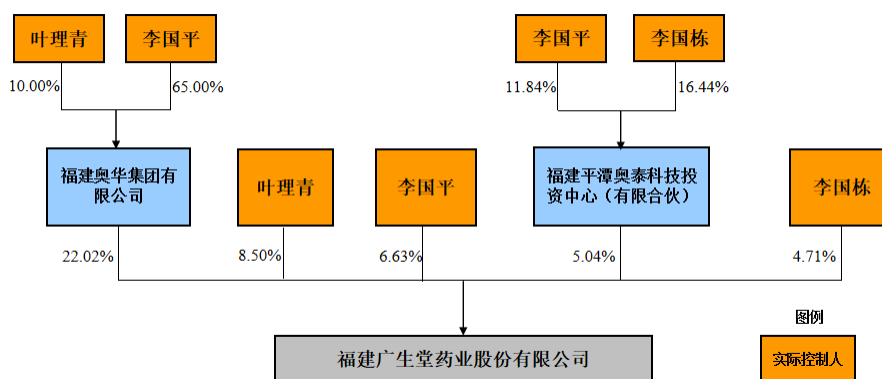 叶理青
李国平
李国平
李国栋
10.00%
65.00%
11.84%
16.44%
福建奥华集团有
限公司
叶理青
李国平
福建平潭奥泰科技投
资中心（有限合伙）
李国栋
22.02%
8.50%
6.63%
5.04%
4.71%
图例
福建广生堂药业股份有限公司
实际控制人